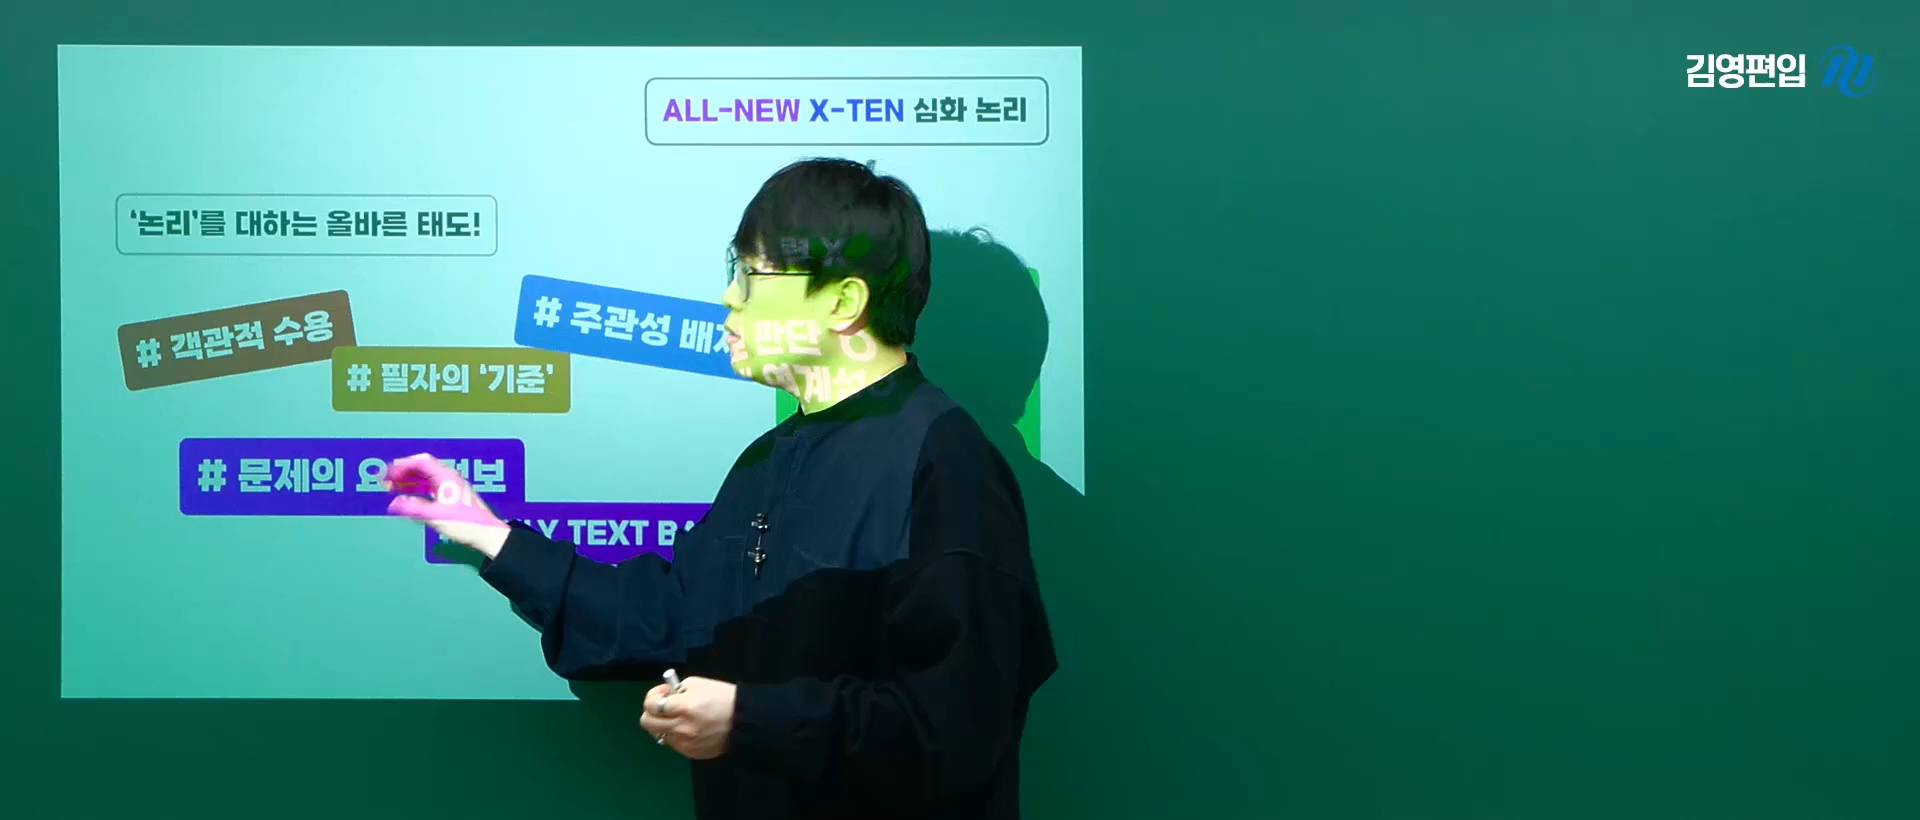 김영편입
ALL-NEW X-TEN 심화 논리
'논리'를 대하는 올바른 태도!
# 객관적 수용
# 주관성 배제
# 필자의 '기준'
판단
# 문제의
TEXT